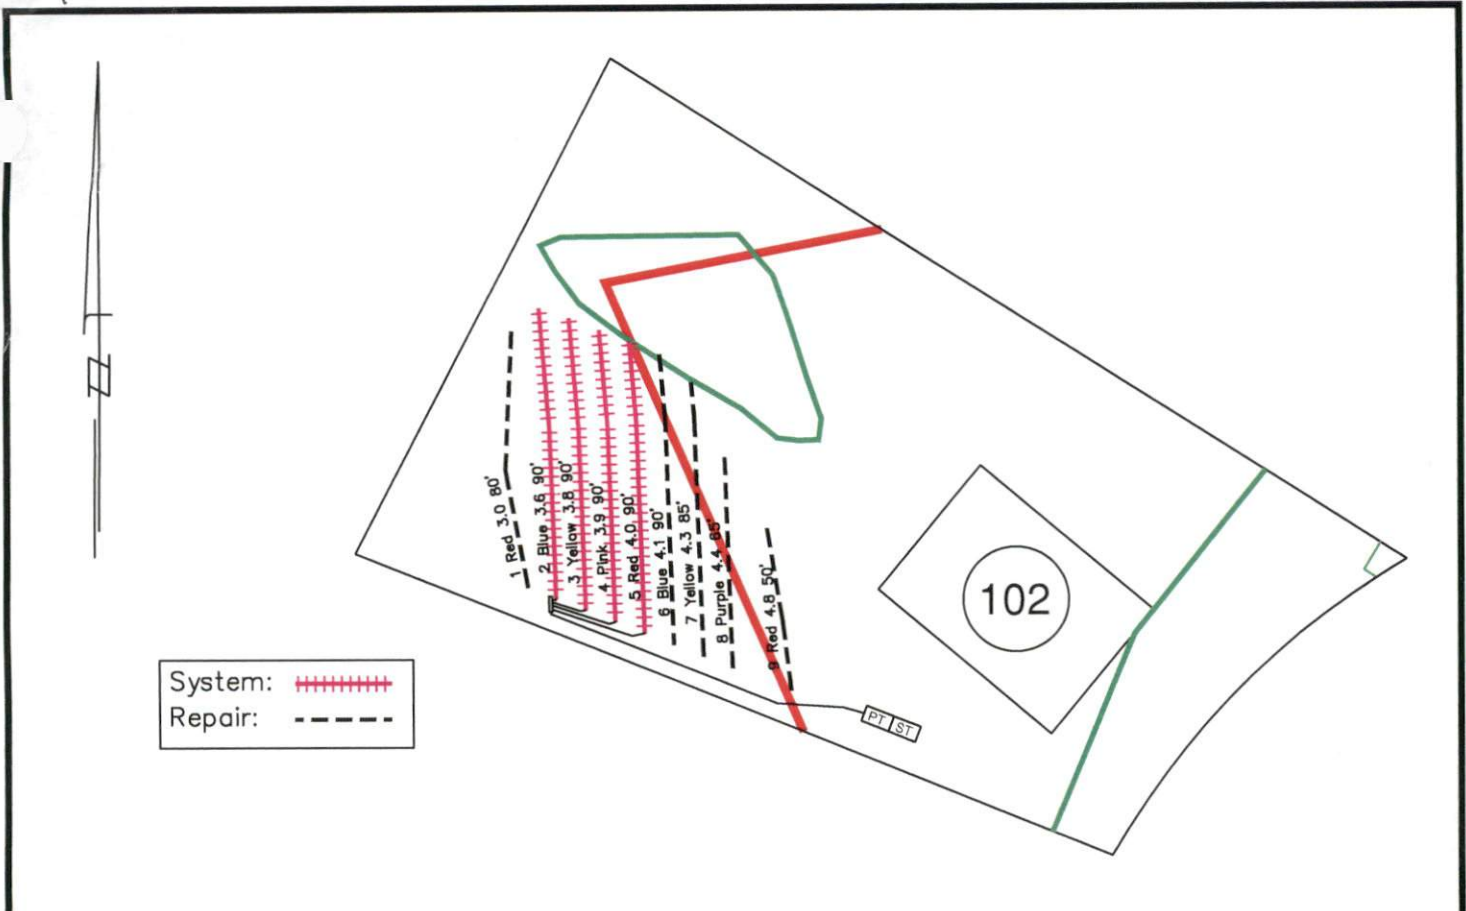 N
1 Red 3.0 80'
2 Blue 3.6 90'
3 Yellow 3.8 90'
4 Pink 3.9 90'
5 Red 4.0 90'
6 Blue 4.1 90'
7 Yellow 4.3 85'
8 Purple 4.4 65'
9 Red 4.8 50'
102
PT ST
System:
Repair: